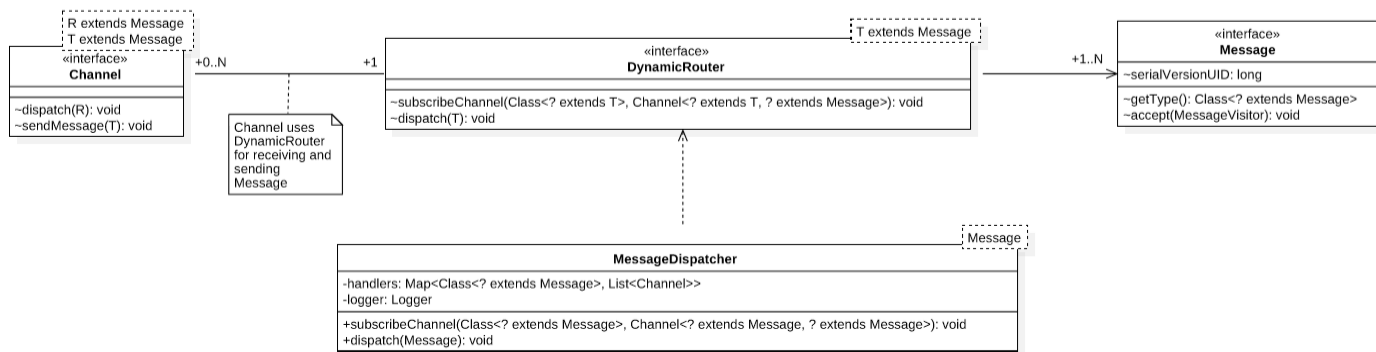 R extends Message
T extends Message
«interface»
Channel
~dispatch(R): void
~sendMessage(T): void
+0..N
+1
Channel uses
DynamicRouter
for receiving and
sending
Message
T extends Message
«interface»
DynamicRouter
~subscribeChannel(Class<? extends T>, Channel<? extends T, ? extends Message>): void
~dispatch(T): void
+1..N
«interface»
Message
~serialVersionUID: long
~getType(): Class<? extends Message>
~accept(MessageVisitor): void
Message
MessageDispatcher
-handlers: Map<Class<? extends Message>, List<Channel>>
-logger: Logger
+subscribeChannel(Class<? extends Message>, Channel<? extends Message, ? extends Message>): void
+dispatch(Message): void